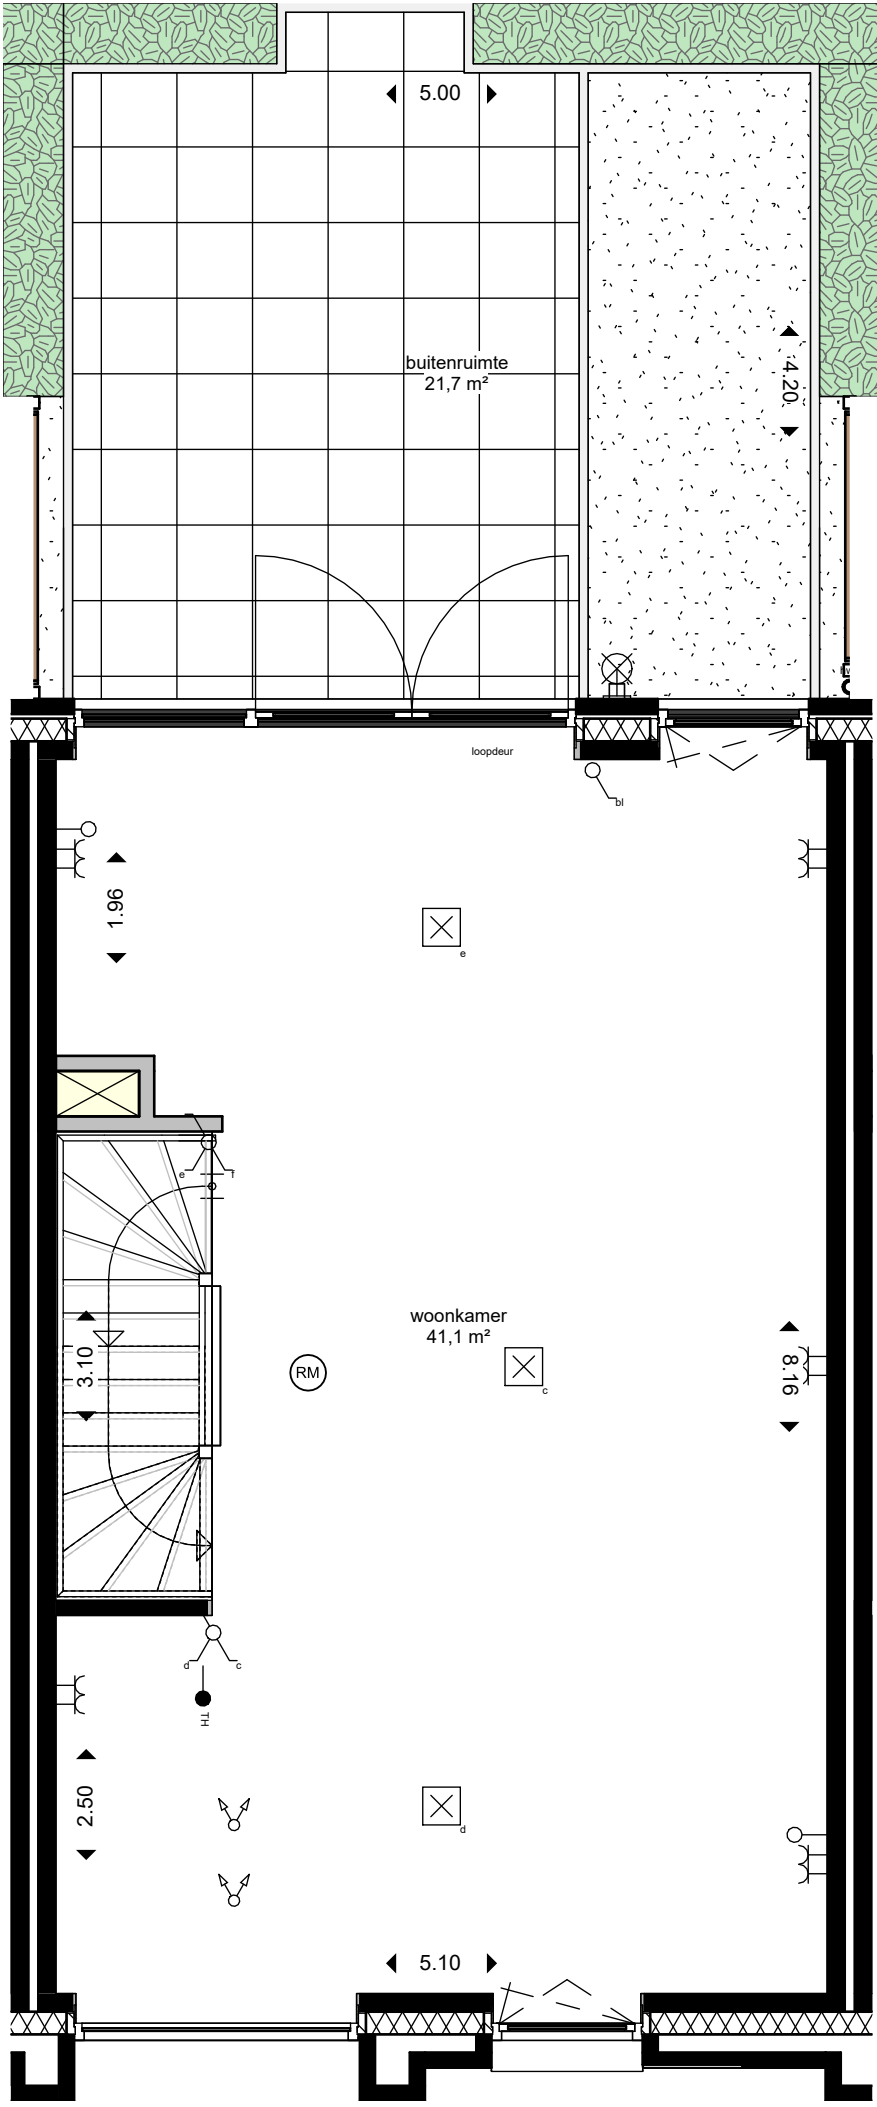 5.00
buitenruimte
21,7 m²
4.20
loopdeur
bl
1.96
e
e
f
woonkamer
41,1 m²
3.10
RM
c
8.16
d
c
TH
2.50
d
5.10